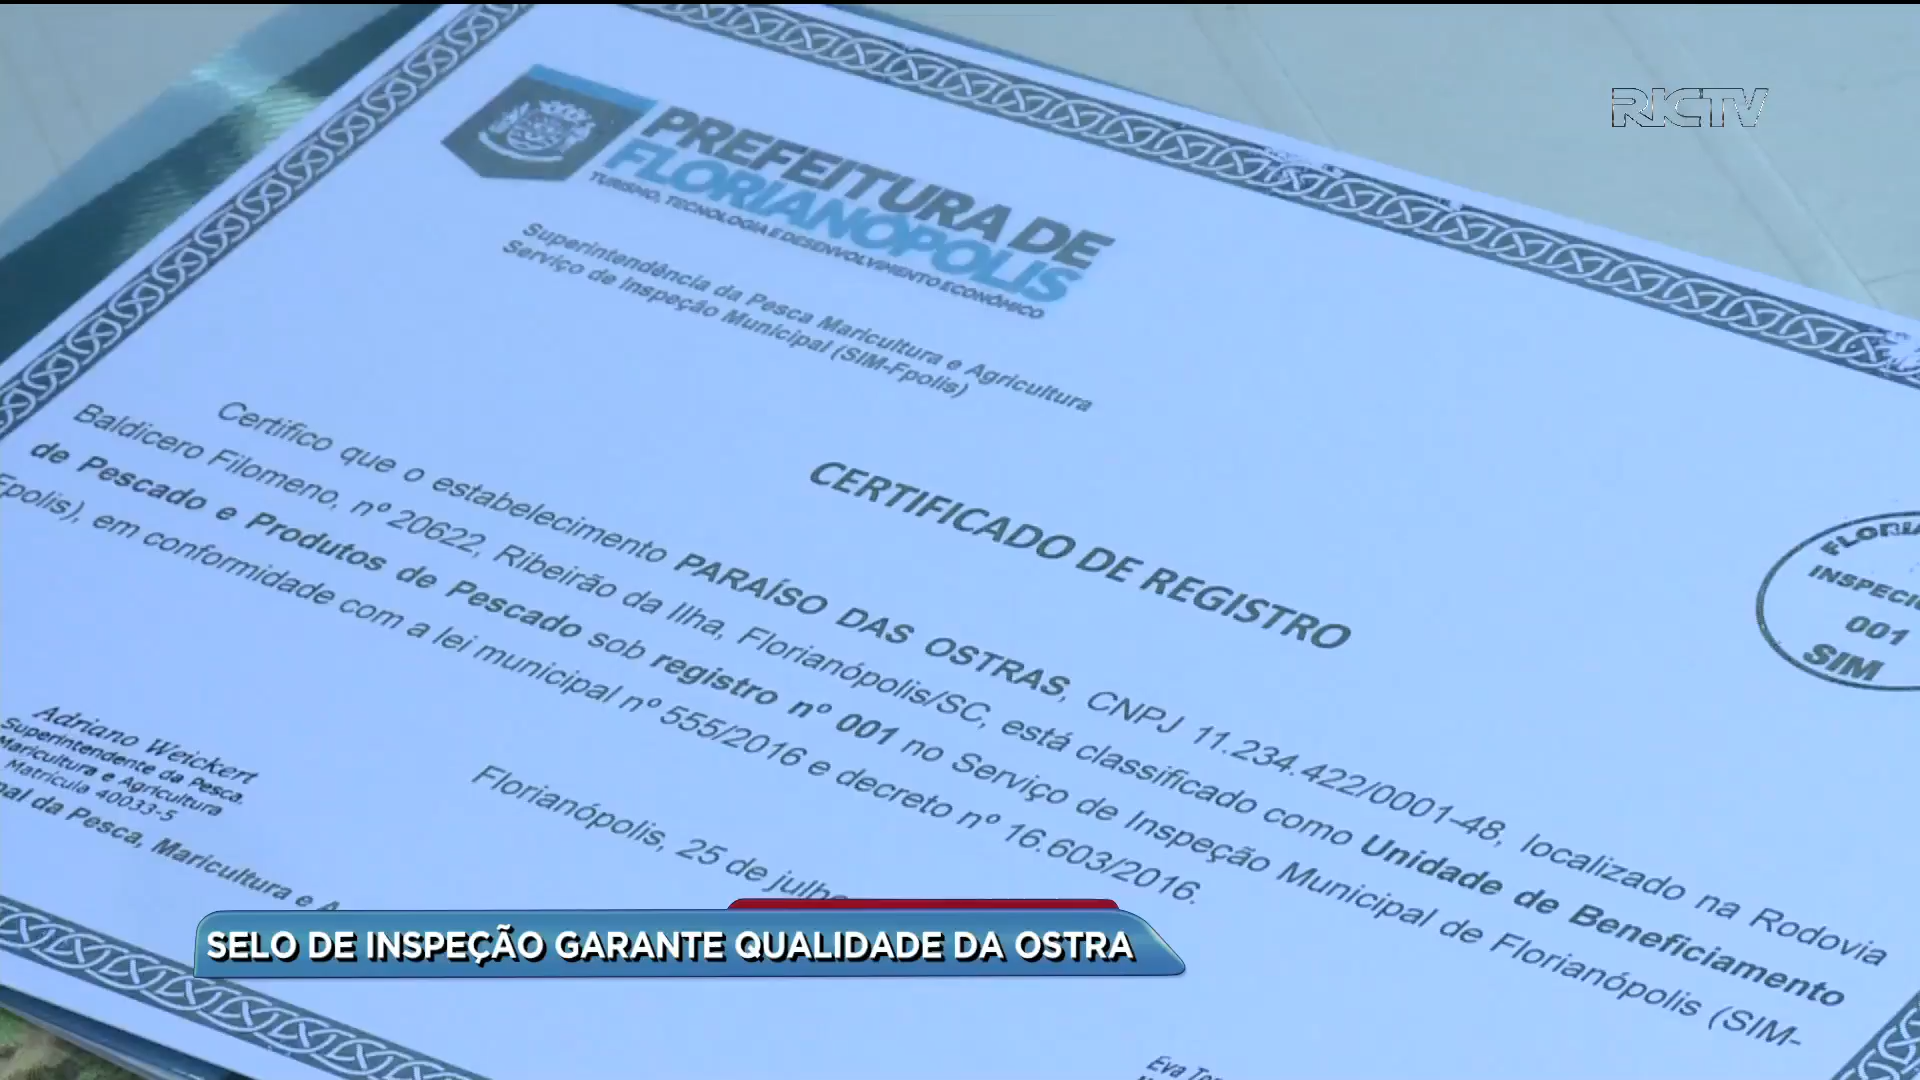 RICTV
PREFEITURA DE
FLORIANÓPOLIS
TURISMO, TECNOLOGIA E DESENVOLVIMENTO ECONÔMICO
Superintendência da Pesca Maricultura e Agricultura
Serviço de Inspeção Municipal (SIM-Fpolis)
CERTIFICADO DE REGISTRO
Certifico que o estabelecimento PARAÍSO DAS OSTRAS, CNPJ 11.234.422/0001-48, localizado na Rodovia
Baldicero Filomeno, nº 20622, Ribeirão da Ilha, Florianópolis/SC, está classificado como Unidade de Beneficiamento
de Pescado e Produtos de Pescado sob registro nº 001 no Serviço de Inspeção Municipal de Florianópolis (SIM-
Fpolis), em conformidade com a lei municipal nº 555/2016 e decreto nº 16.603/2016.
001
SIM
Florianópolis, 25 de
Adriano Weickert
Superintendente da Pesca,
Maricultura e Agricultura
Matrícula 40033-5
da Pesca, Maricultura e
Eva
SELO DE INSPEÇÃO GARANTE QUALIDADE DA OSTRA